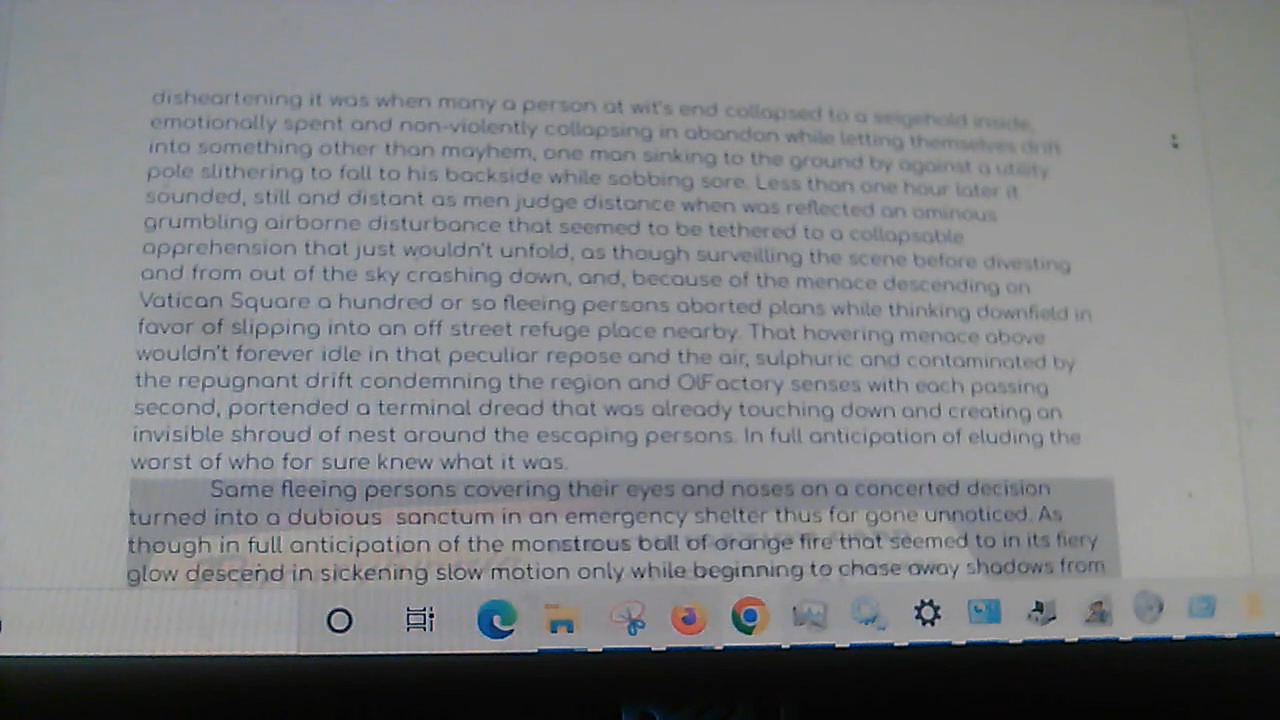 disheartening it was when many a person at wit's end collapsed to a seigehold inside,
emotionally spent and non-violently collapsing in abandon while letting themselves drift
into something other than mayhem, one man sinking to the ground by against a utility
pole slithering to fall to his backside while sobbing sore. Less than one hour later it
sounded, still and distant as men judge distance when was reflected an ominous
grumbling airborne disturbance that seemed to be tethered to a collapsable
apprehension that just wouldn't unfold, as though surveilling the scene before divesting
and from out of the sky crashing down, and, because of the menace descending on
Vatican Square a hundred or so fleeing persons aborted plans while thinking downfield in
favor of slipping into an off street refuge place nearby. That hovering menace above
wouldn't forever idle in that peculiar repose and the air, sulphuric and contaminated by
the repugnant drift condemning the region and OlFactory senses with each passing
second, portended a terminal dread that was already touching down and creating an
invisible shroud of nest around the escaping persons. In full anticipation of eluding the
worst of who for sure knew what it was.
Same fleeing persons covering their eyes and noses on a concerted decision
turned into a dubious sanctum in an emergency shelter thus far gone unnoticed. As
though in full anticipation of the monstrous ball of orange fire that seemed to in its fiery
glow descend in sickening slow motion only while beginning to chase away shadows from